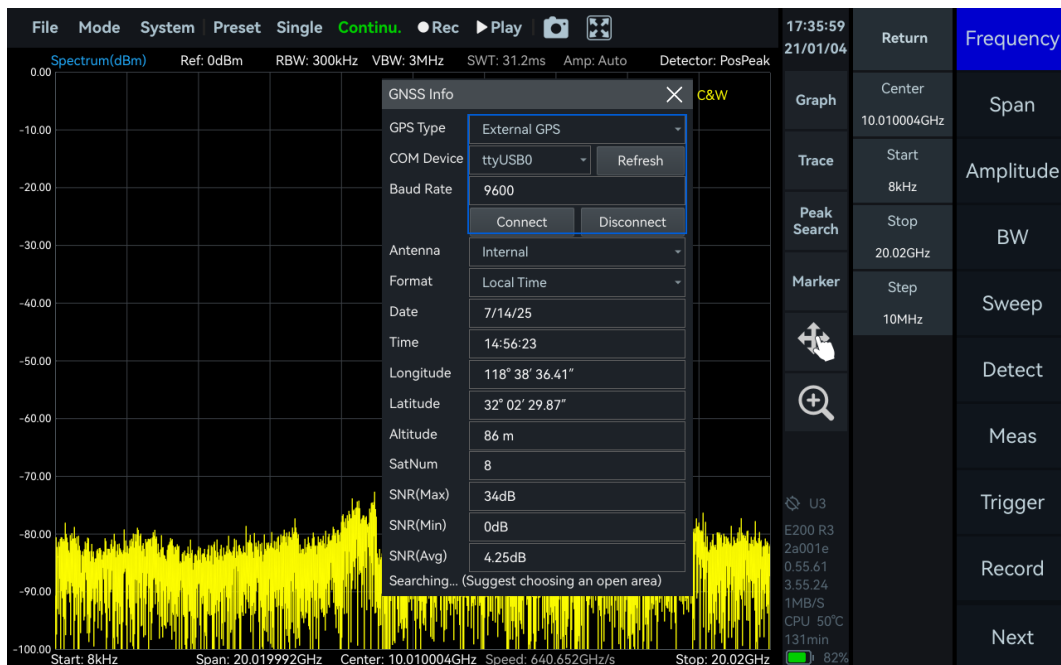 File Mode System Preset Single Continu. Rec Play
17:35:59
21/01/04
Return
Frequency
Spectrum(dBm) Ref: 0dBm RBW: 300kHz VBW: 3MHz SWT: 31.2ms Amp: Auto Detector: PosPeak
0.00
-10.00
-20.00
-30.00
-40.00
-50.00
-60.00
-70.00
-80.00
-90.00
-100.00
C&W
GNSS Info
GPS Type External GPS
COM Device ttyUSB0 Refresh
Baud Rate 9600
Connect Disconnect
Antenna Internal
Format Local Time
Date 7/14/25
Time 14:56:23
Longitude 118° 38′ 36.41″
Latitude 32° 02′ 29.87″
Altitude 86 m
SatNum 8
SNR(Max) 34dB
SNR(Min) 0dB
SNR(Avg) 4.25dB
Searching... (Suggest choosing an open area)
Start: 8kHz Span: 20.019992GHz Center: 10.010004GHz Speed: 640.652GHz/s Stop: 20.02GHz
Graph
Trace
Peak
Search
Marker
U3
E200 R3
2a001e
0.55.61
3.55.24
1MB/S
CPU 50°C
131min
82%
Center
10.010004GHz
Start
8kHz
Stop
20.02GHz
Step
10MHz
Span
Amplitude
BW
Sweep
Detect
Meas
Trigger
Record
Next